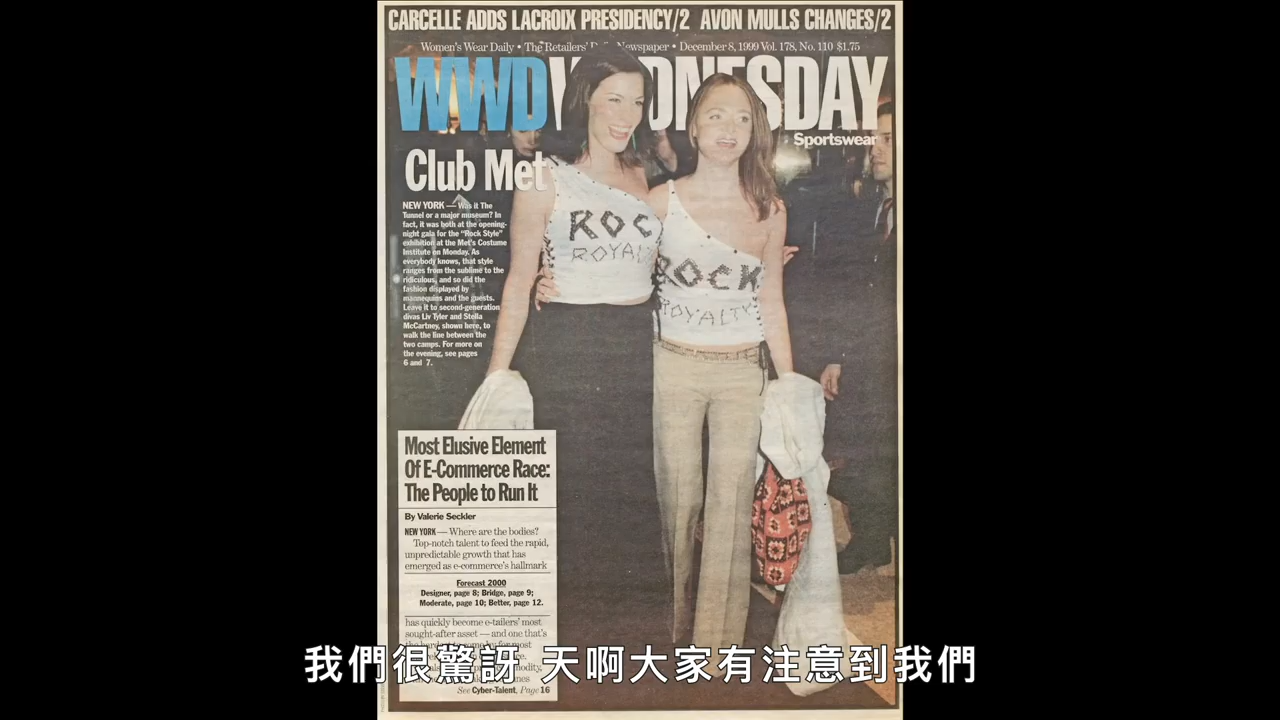 CARCELLE ADDS LACROIX PRESIDENCY/2 AVON MULLS CHANGES/2
Women's Wear Daily • The Retailers' Newspaper • December 8, 1999 Vol. 178, No. 110 $1.75
WWD WEDNESDAY
Sportswear
Club Met
NEW YORK — Was it The
Tunnel or a major museum? In
fact, it was both at the opening-
night gala for the "Rock Style"
exhibition at the Met's Costume
Institute on Monday. As
everybody knows, that style
ranges from the sublime to the
ridiculous, and so did the
fashion displayed by
mannequins and the guests.
Leave it to second-generation
divas Liv Tyler and Stella
McCartney, shown here, to
walk the line between the
two camps. For more on
the evening, see pages
6 and 7.
ROC
ROYAL
ROCK
ROYALTY
Most Elusive Element
Of E-Commerce Race:
The People to Run It
By Valerie Seckler
NEW YORK — Where are the bodies?
Top-notch talent to feed the rapid,
unpredictable growth that has
emerged as e-commerce's hallmark
Forecast 2000
Designer, page 8; Bridge, page 9;
Moderate, page 10; Better, page 12.
has quickly become e-tailers' most
sought-after asset — and one that's
See Cyber-Talent, Page 16
我們很驚訝 天啊大家有注意到我們